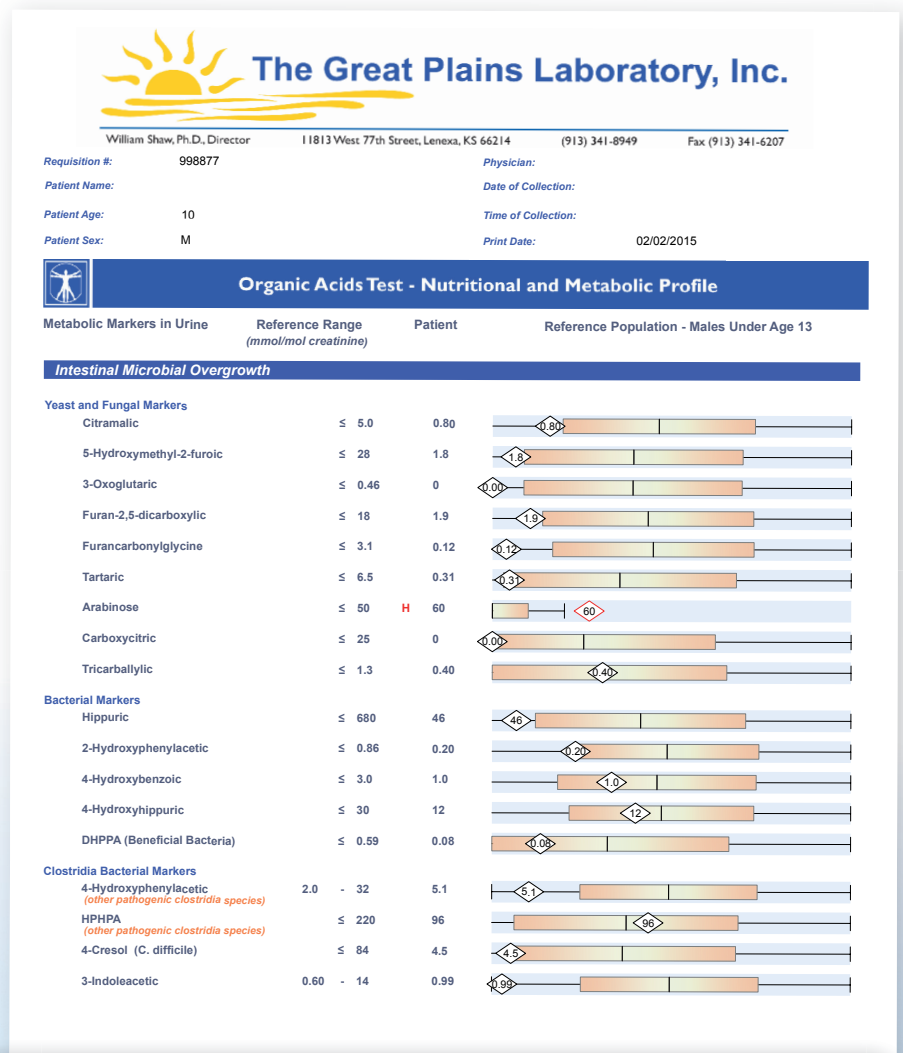 The Great Plains Laboratory, Inc.
William Shaw, Ph.D., Director 11813 West 77th Street, Lenexa, KS 66214 (913) 341-8949 Fax (913) 341-6207
Requisition #: 998877 Physician:
Patient Name: Date of Collection:
Patient Age: 10 Time of Collection:
Patient Sex: M Print Date: 02/02/2015
Organic Acids Test - Nutritional and Metabolic Profile
Metabolic Markers in Urine Reference Range Patient Reference Population - Males Under Age 13
(mmol/mol creatinine)
Intestinal Microbial Overgrowth
Yeast and Fungal Markers
Citramalic ≤ 5.0 0.80 0.80
5-Hydroxymethyl-2-furoic ≤ 28 1.8 1.8
3-Oxoglutaric ≤ 0.46 0 0.00
Furan-2,5-dicarboxylic ≤ 18 1.9 1.9
Furancarbonylglycine ≤ 3.1 0.12 0.12
Tartaric ≤ 6.5 0.31 0.31
Arabinose ≤ 50 H 60 60
Carboxycitric ≤ 25 0 0.00
Tricarballylic ≤ 1.3 0.40 0.40
Bacterial Markers
Hippuric ≤ 680 46 46
2-Hydroxyphenylacetic ≤ 0.86 0.20 0.20
4-Hydroxybenzoic ≤ 3.0 1.0 1.0
4-Hydroxyhippuric ≤ 30 12 12
DHPPA (Beneficial Bacteria) ≤ 0.59 0.08 0.08
Clostridia Bacterial Markers
4-Hydroxyphenylacetic 2.0 - 32 5.1 5.1
(other pathogenic clostridia species)
HPHPA ≤ 220 96 96
(other pathogenic clostridia species)
4-Cresol (C. difficile) ≤ 84 4.5 4.5
3-Indoleacetic 0.60 - 14 0.99 0.99